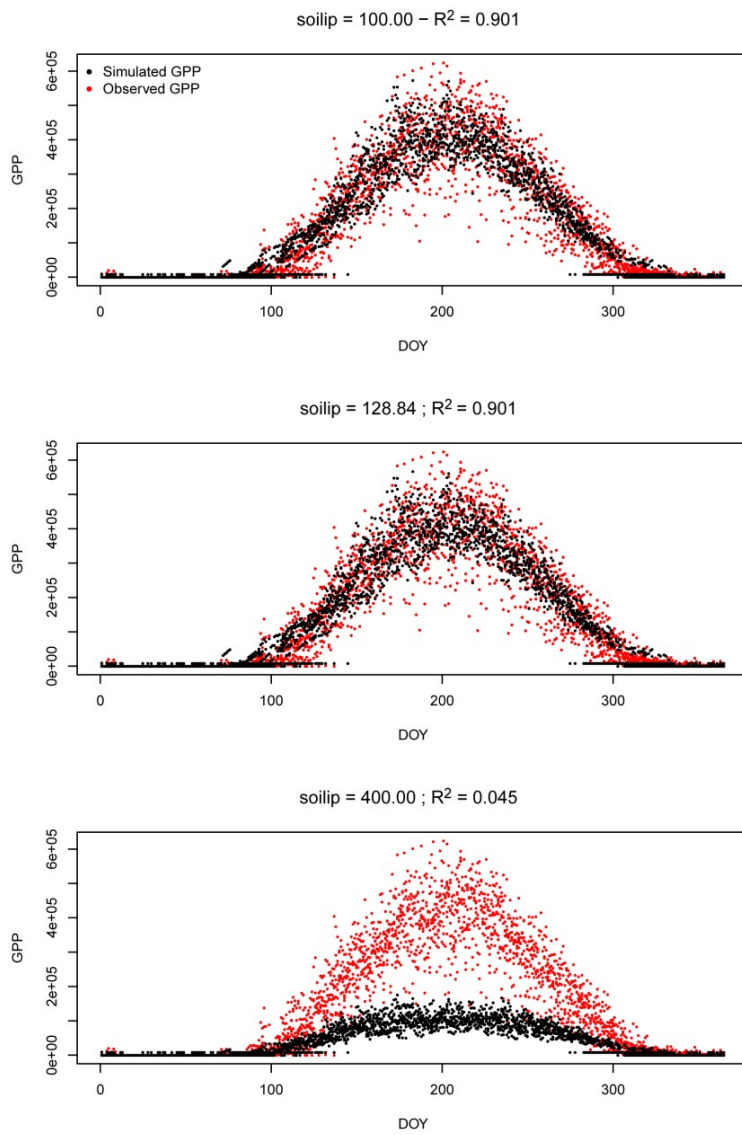 soilip = 100.00 − R² = 0.901
Simulated GPP
Observed GPP
GPP
0e+00 2e+05 4e+05 6e+05
0 100 200 300
DOY
soilip = 128.84 ; R² = 0.901
GPP
0e+00 2e+05 4e+05 6e+05
0 100 200 300
DOY
soilip = 400.00 ; R² = 0.045
GPP
0e+00 2e+05 4e+05 6e+05
0 100 200 300
DOY